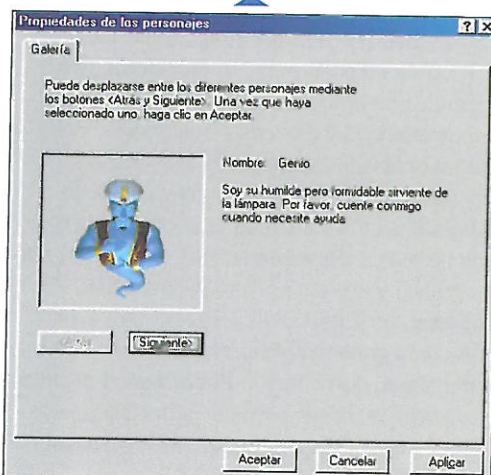 Propiedades de los personajes
Galería
Puede desplazarse entre los diferentes personajes mediante
los botones <Atrás y Siguiente>. Una vez que haya
seleccionado uno, haga clic en Aceptar.
Nombre: Genio
Soy su humilde pero formidable sirviente de
la lámpara. Por favor, cuente conmigo
cuando necesite ayuda
Siguiente>
Aceptar Cancelar Aplicar